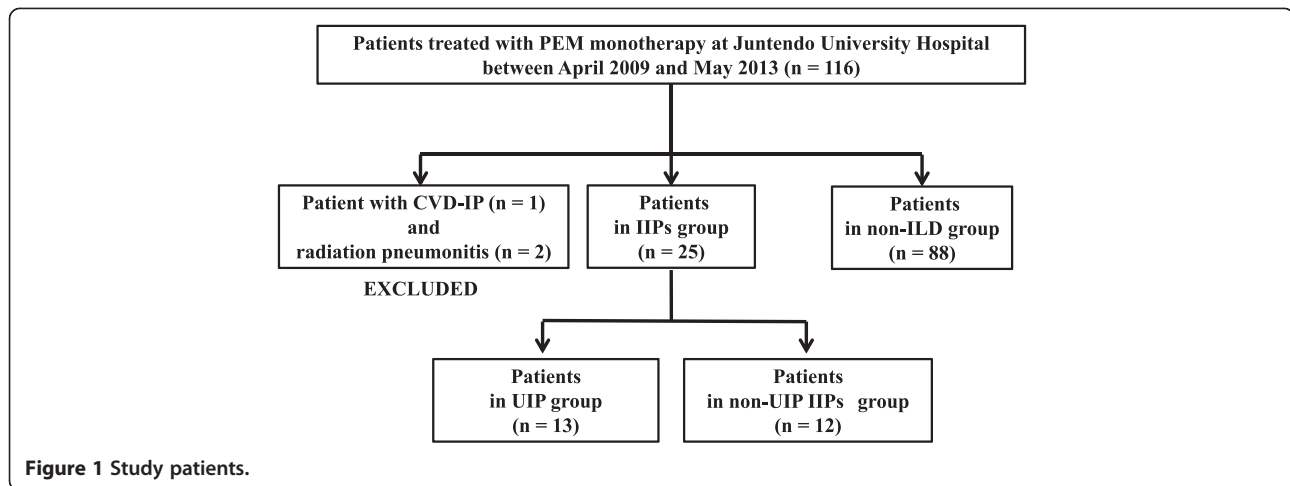 Patients treated with PEM monotherapy at Juntendo University Hospital
between April 2009 and May 2013 (n = 116)
Patient with CVD-IP (n = 1)
and
radiation pneumonitis (n = 2)
EXCLUDED
Patients
in IIPs group
(n = 25)
Patients
in non-ILD group
(n = 88)
Patients
in UIP group
(n = 13)
Patients
in non-UIP IIPs group
(n = 12)
Figure 1 Study patients.